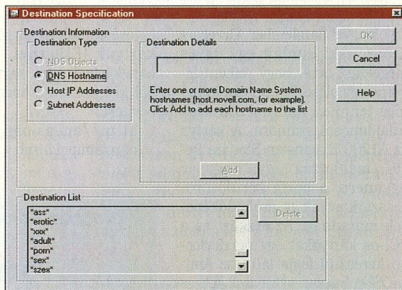 Destination Specification
Destination Information
Destination Type
NDS Objects
DNS Hostname
Host IP Addresses
Subnet Addresses
Destination Details
Enter one or more Domain Name System
hostnames (host.novell.com, for example).
Click Add to add each hostname to the list
Add
OK
Cancel
Help
Destination List
"ass"
"erotic"
"xxx"
"adult"
"porn"
"sex"
"szex"
Delete